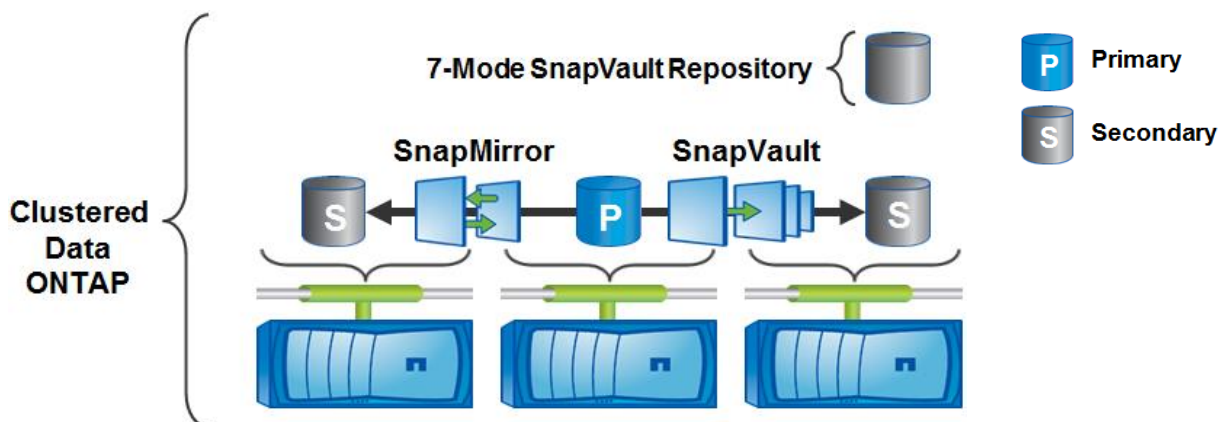 7-Mode SnapVault Repository
P
Primary
S
Secondary
SnapMirror
SnapVault
Clustered
Data
ONTAP
S
P
S